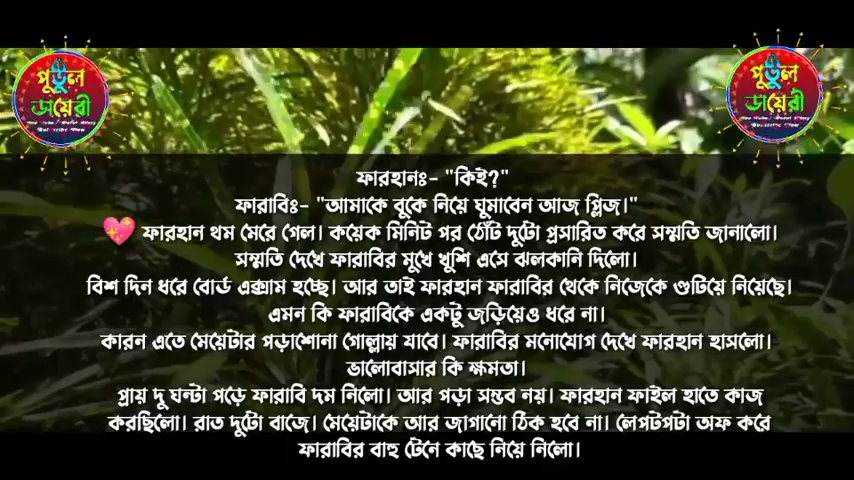 পুতুল
ডায়েরী
পুতুল
ডায়েরী
ফারহানঃ- "কিই?"
ফারাবিঃ- "আমাকে বুকে নিয়ে ঘুমাবেন আজ প্লিজ।"
💖 ফারহান থম মেরে গেল। কয়েক মিনিট পর ঠোঁট দুটো প্রসারিত করে সম্মতি জানালো।
সম্মতি দেখে ফারাবির মুখে খুশি এসে ঝলকানি দিলো।
বিশ দিন ধরে বোর্ড এক্সাম হচ্ছে। আর তাই ফারহান ফারাবির থেকে নিজেকে গুটিয়ে নিয়েছে।
এমন কি ফারাবিকে একটু জড়িয়েও ধরে না।
কারন এতে মেয়েটার পড়াশোনা গোল্লায় যাবে। ফারাবির মনোযোগ দেখে ফারহান হাসলো।
ভালোবাসার কি ক্ষমতা।
প্রায় দু ঘন্টা পড়ে ফারাবি দম নিলো। আর পড়া সম্ভব নয়। ফারহান ফাইল হাতে কাজ
করছিলো। রাত দুটো বাজে। মেয়েটাকে আর জাগানো ঠিক হবে না। লেপটপটা অফ করে
ফারাবির বাহু টেনে কাছে নিয়ে নিলো।